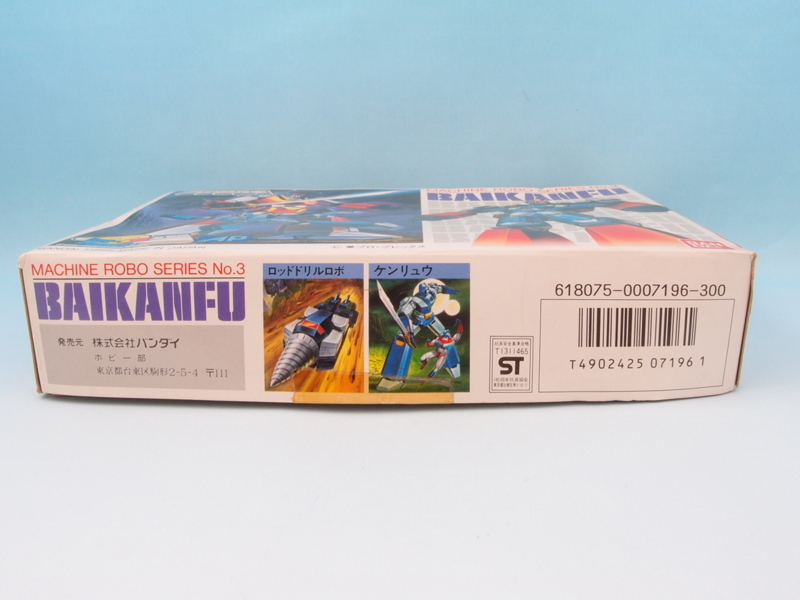 MACHINE ROBO SERIES
BAIKANFU
MACHINE ROBO SERIES No.3
BAIKANFU
発売元 株式会社バンダイ
ホビー部
東京都台東区駒形2-5-4 〒111
ロッドドリルロボ
ケンリュウ
T1311465
ST
618075-0007196-300
T4902425 07196 1